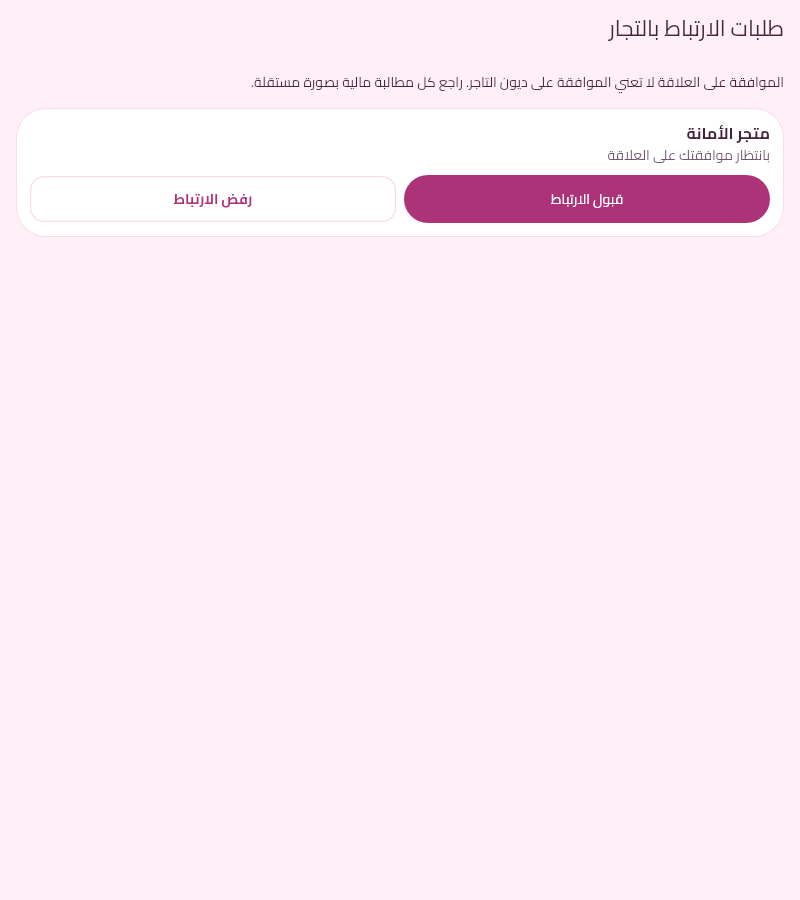 طلبات الارتباط بالتجار
الموافقة على العلاقة لا تعني الموافقة على ديون التاجر. راجع كل مطالبة مالية بصورة مستقلة.
متجر الأمانة
بانتظار موافقتك على العلاقة
قبول الارتباط
رفض الارتباط